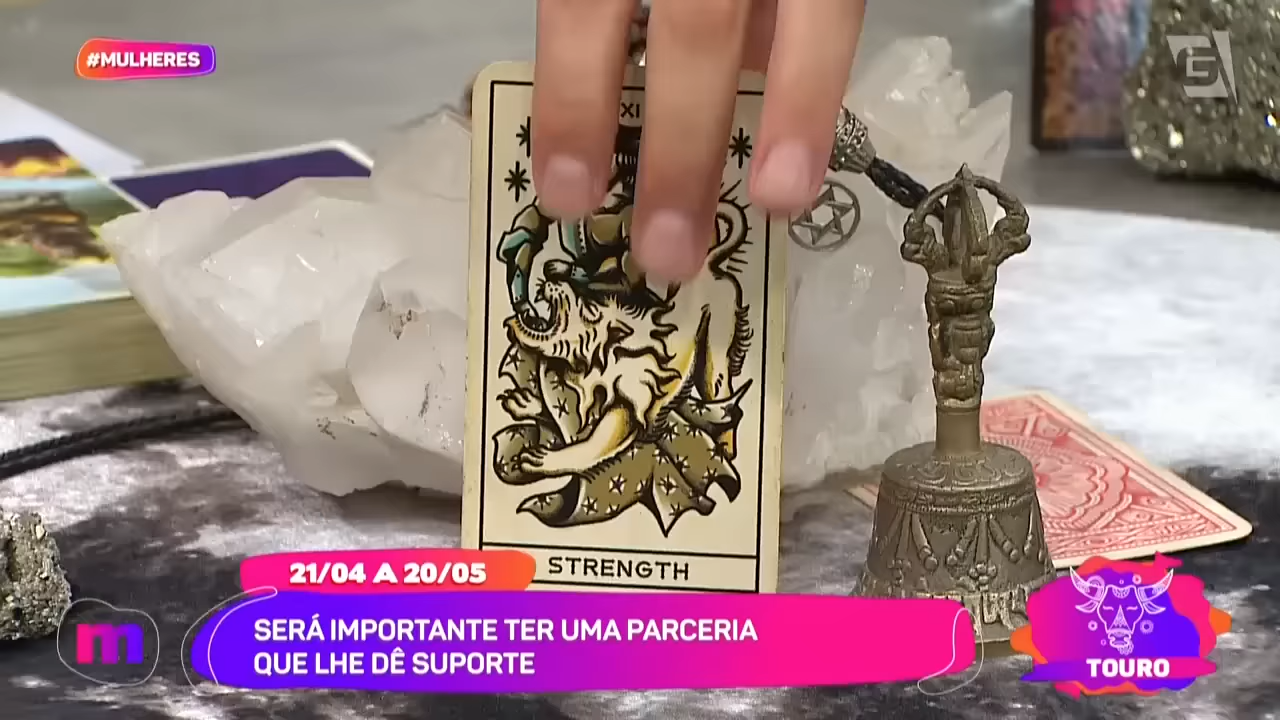 #MULHERES
G
XI
STRENGTH
21/04 A 20/05
SERÁ IMPORTANTE TER UMA PARCERIA
QUE LHE DÊ SUPORTE
m
TOURO